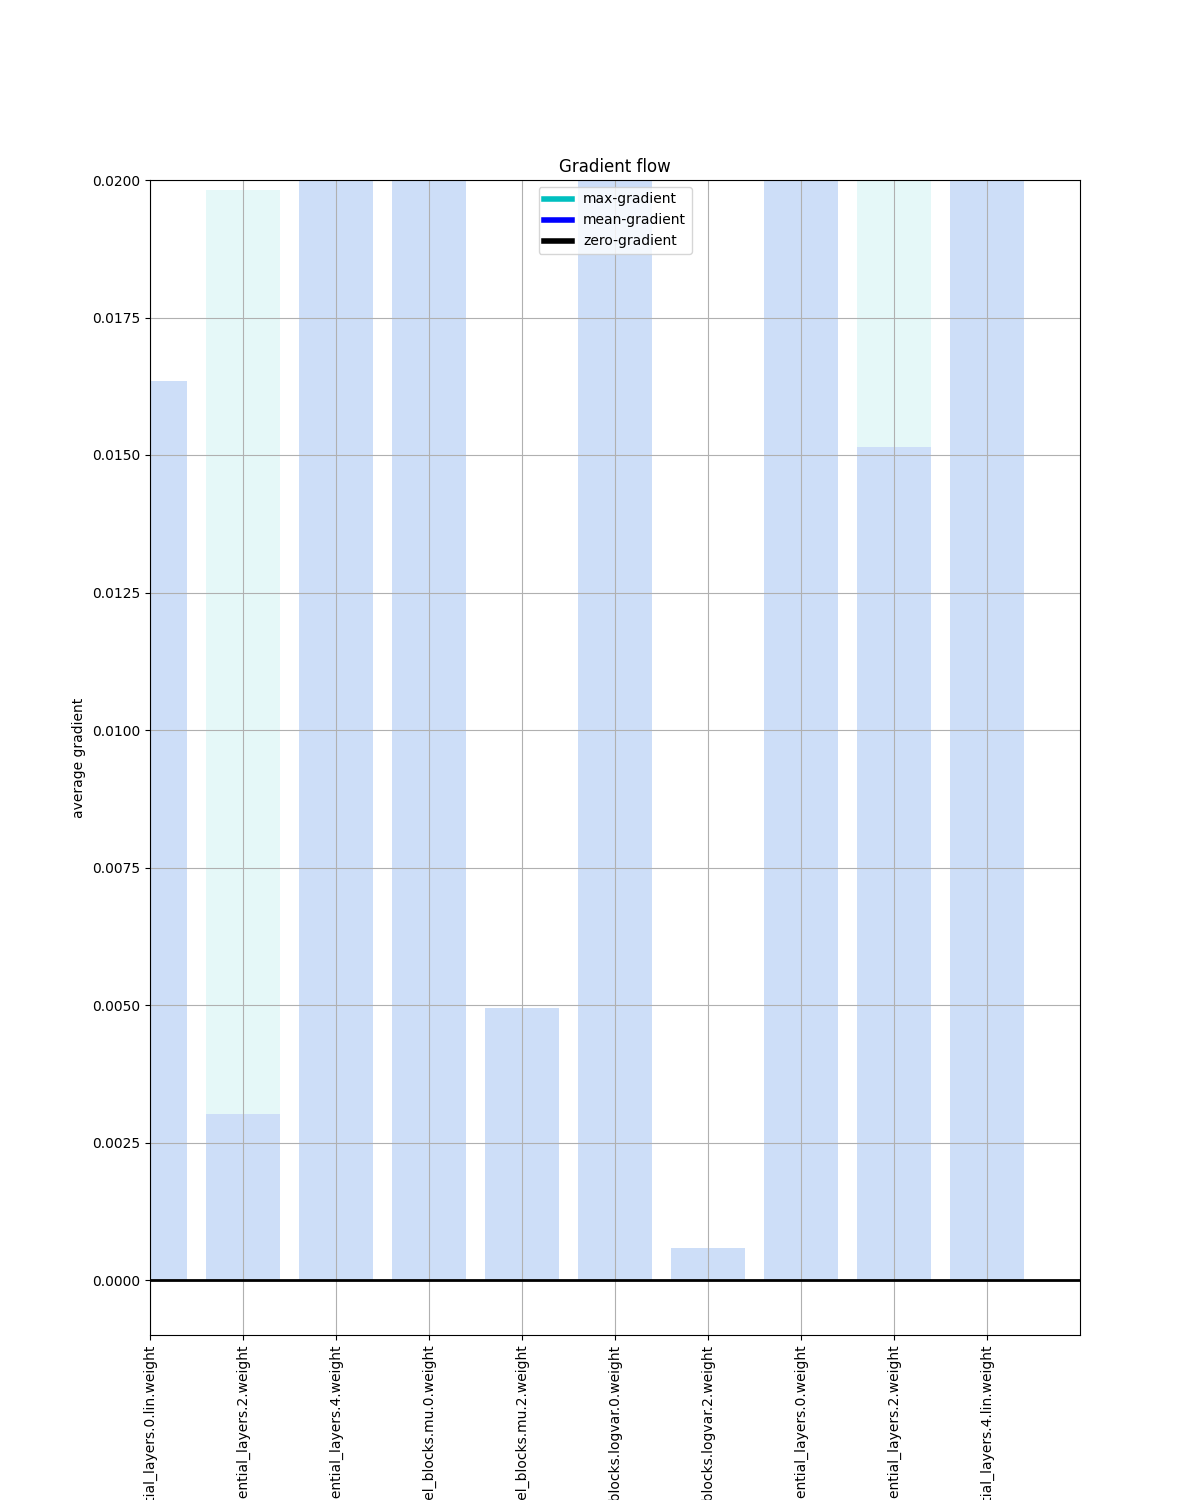 Gradient flow
max-gradient
mean-gradient
zero-gradient
0.0200
0.0175
0.0150
0.0125
0.0100
0.0075
0.0050
0.0025
0.0000
average gradient
tial_layers.0.lin.weight
ential_layers.2.weight
ential_layers.4.weight
el_blocks.mu.0.weight
el_blocks.mu.2.weight
blocks.logvar.0.weight
blocks.logvar.2.weight
ential_layers.0.weight
ential_layers.2.weight
tial_layers.4.lin.weight